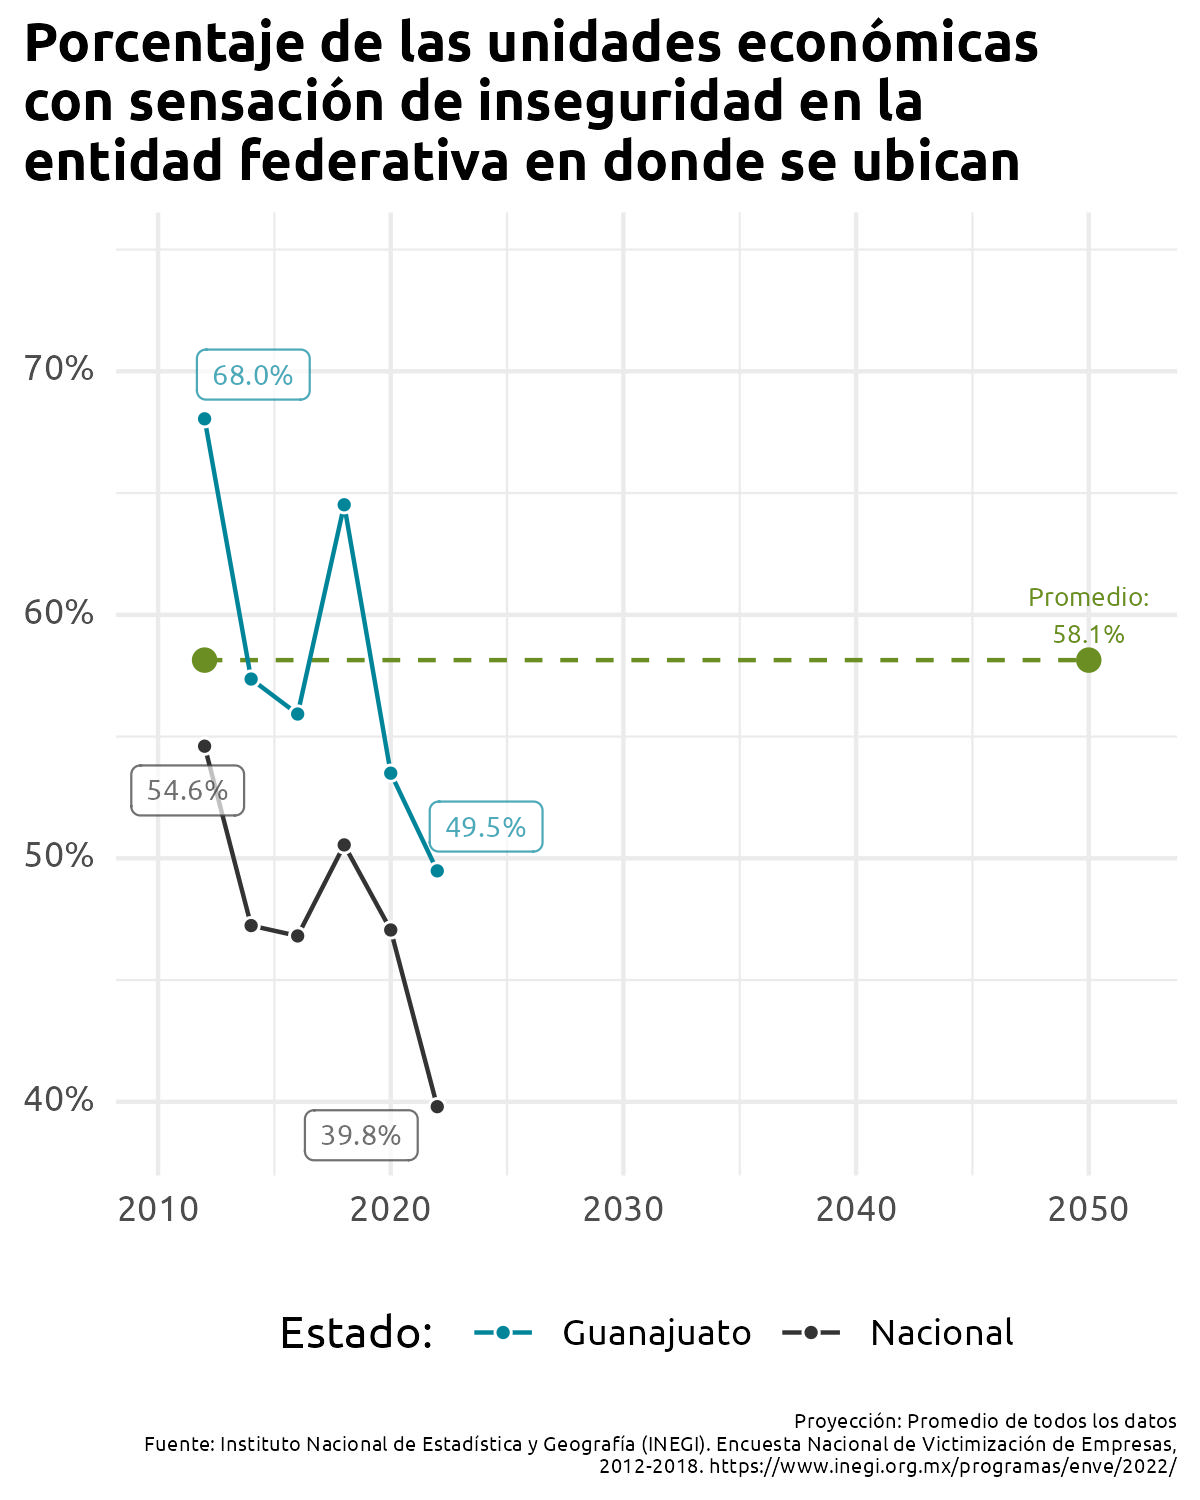 Porcentaje de las unidades económicas
con sensación de inseguridad en la
entidad federativa en donde se ubican
70%
68.0%
60%
Promedio:
58.1%
54.6%
49.5%
50%
40%
39.8%
2010 2020 2030 2040 2050
Estado: Guanajuato Nacional
Proyección: Promedio de todos los datos
Fuente: Instituto Nacional de Estadística y Geografía (INEGI). Encuesta Nacional de Victimización de Empresas,
2012-2018. https://www.inegi.org.mx/programas/enve/2022/